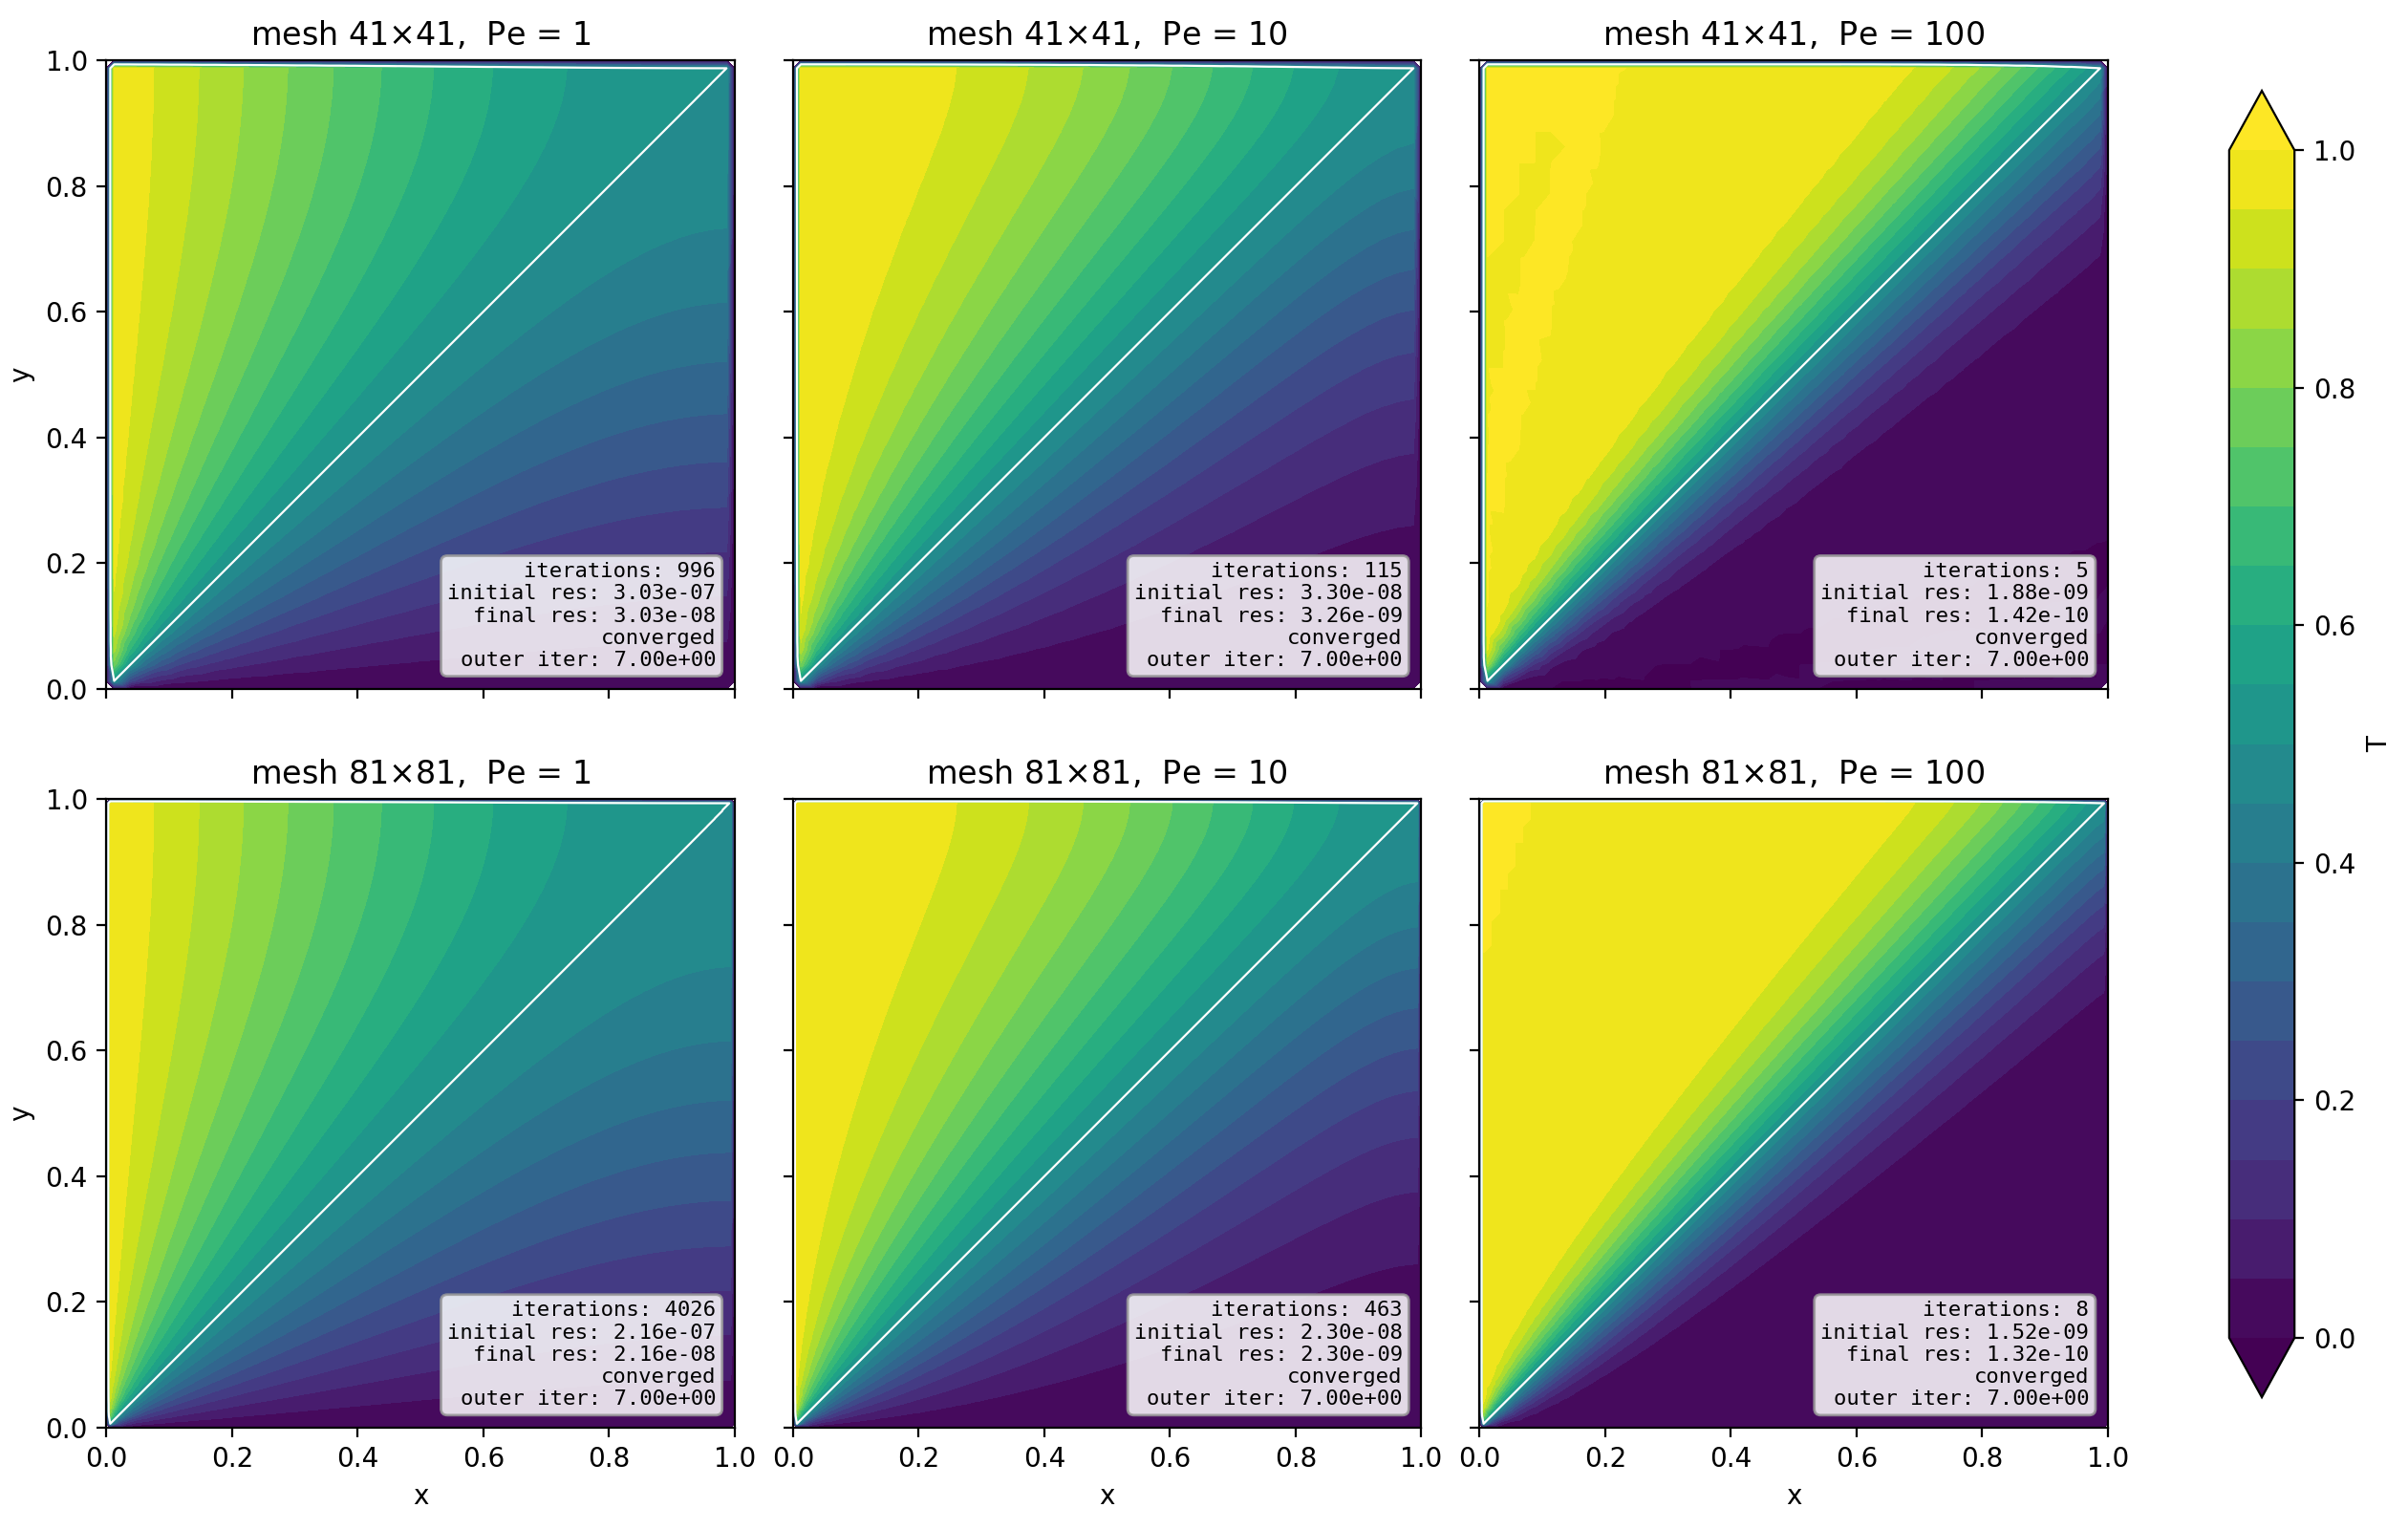 mesh 41×41,  Pe = 1
mesh 41×41,  Pe = 10
mesh 41×41,  Pe = 100
1.0
0.8
0.6
0.4
0.2
0.0
y
iterations: 996
initial res: 3.03e-07
final res: 3.03e-08
converged
outer iter: 7.00e+00
iterations: 115
initial res: 3.30e-08
final res: 3.26e-09
converged
outer iter: 7.00e+00
iterations: 5
initial res: 1.88e-09
final res: 1.42e-10
converged
outer iter: 7.00e+00
mesh 81×81,  Pe = 1
mesh 81×81,  Pe = 10
mesh 81×81,  Pe = 100
1.0
0.8
0.6
0.4
0.2
0.0
y
iterations: 4026
initial res: 2.16e-07
final res: 2.16e-08
converged
outer iter: 7.00e+00
iterations: 463
initial res: 2.30e-08
final res: 2.30e-09
converged
outer iter: 7.00e+00
iterations: 8
initial res: 1.52e-09
final res: 1.32e-10
converged
outer iter: 7.00e+00
0.0 0.2 0.4 0.6 0.8 1.0
0.0 0.2 0.4 0.6 0.8 1.0
0.0 0.2 0.4 0.6 0.8 1.0
x
x
x
1.0
0.8
0.6
0.4
0.2
0.0
T